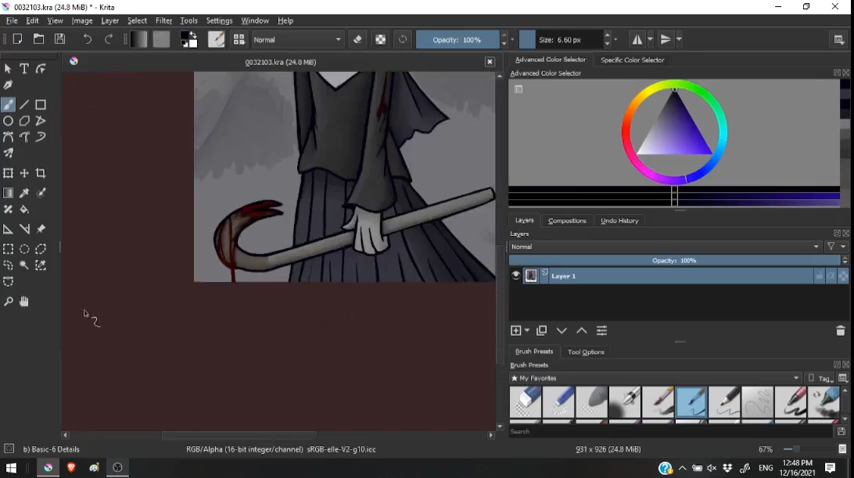 0032103.kra (24.8 MiB) * - Krita
File Edit View Image Layer Select Filter Tools Settings Window Help
Normal Opacity: 100% Size: 6.60 px
0032103.kra (24.8 MiB)
Advanced Color Selector Specific Color Selector
Advanced Color Selector
Layers Compositions Undo History
Layers
Normal
Opacity: 100%
Layer 1
Brush Presets Tool Options
Brush Presets
My Favorites Tag
Search
b) Basic-6 Details RGB/Alpha (16-bit integer/channel) sRGB-elle-V2-g10.icc 931 x 926 (24.8 MiB) 67%
ENG 12:48 PM
12/16/2021